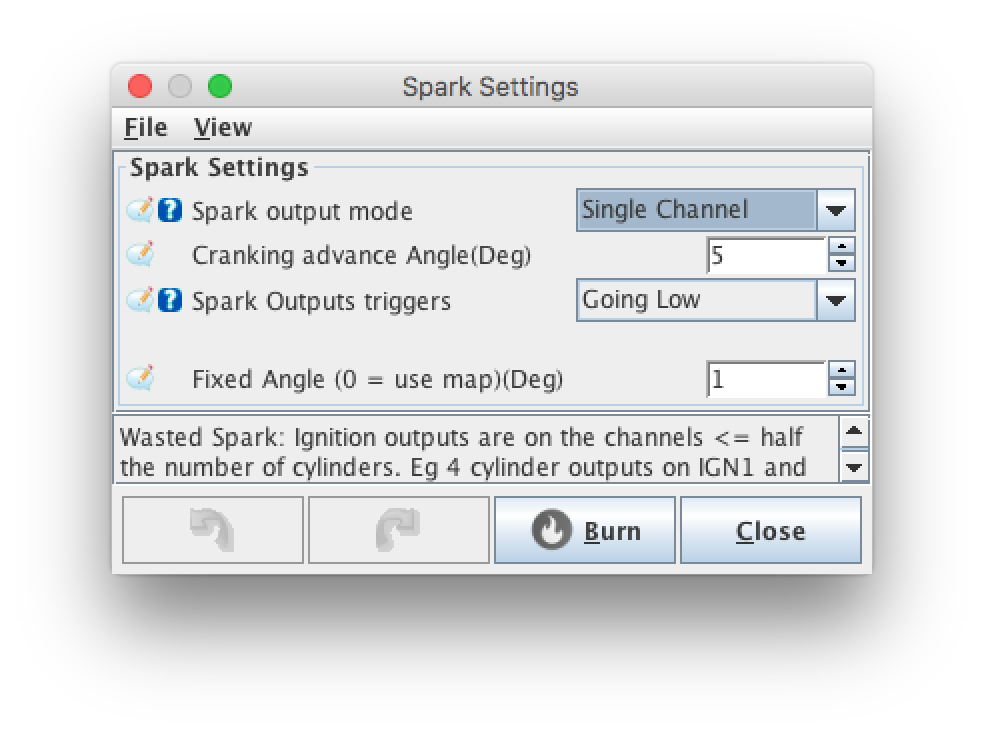 Spark Settings
File View
Spark Settings
? Spark output mode Single Channel
Cranking advance Angle(Deg) 5
? Spark Outputs triggers Going Low
Fixed Angle (0 = use map)(Deg) 1
Wasted Spark: Ignition outputs are on the channels <= half
the number of cylinders. Eg 4 cylinder outputs on IGN1 and
Burn Close